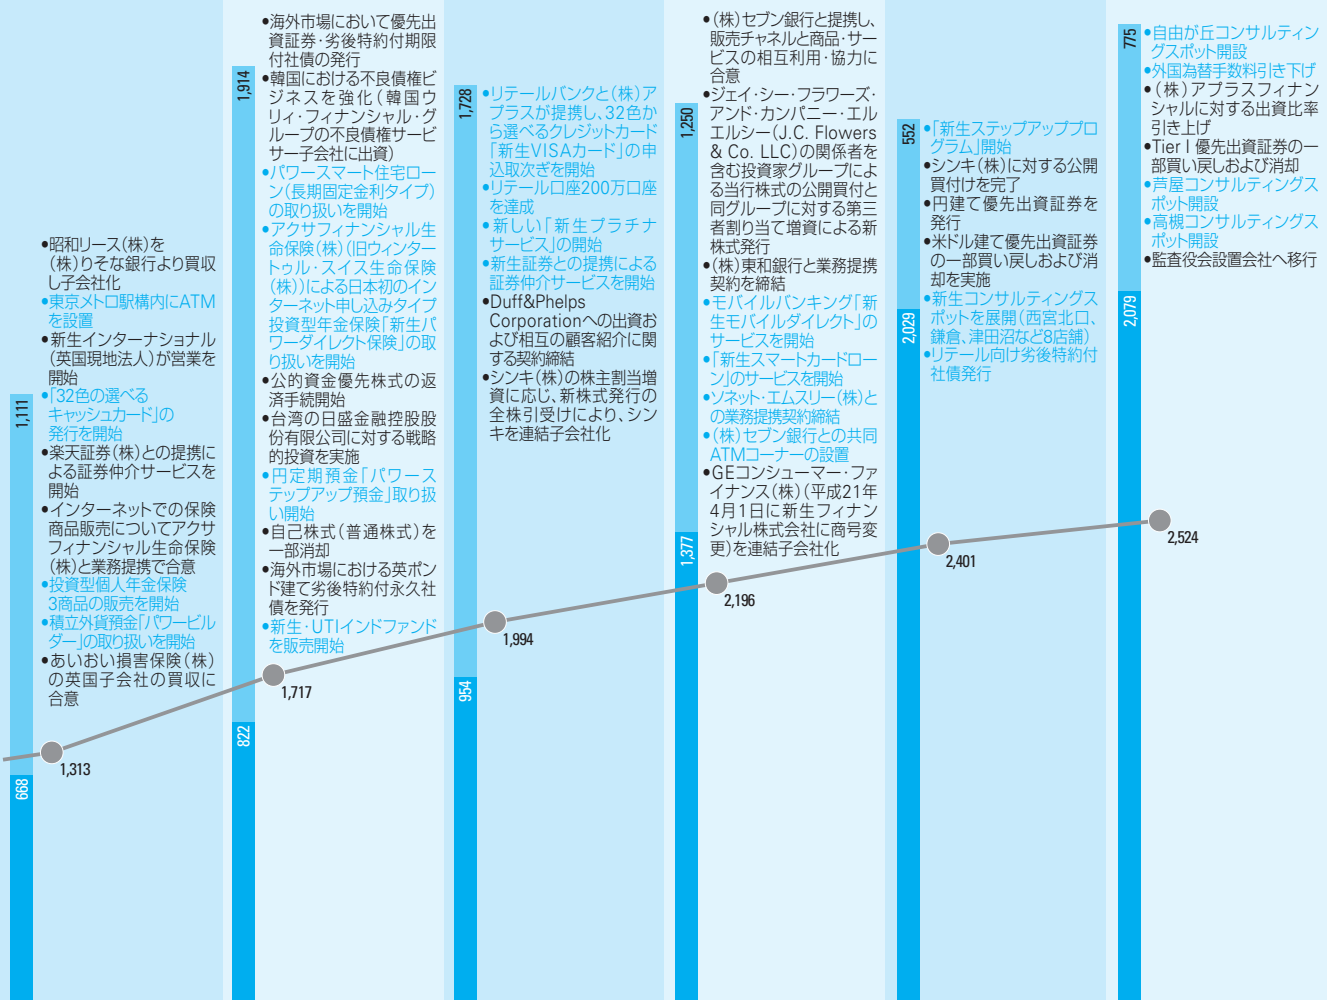 1,111
668
●昭和リース(株)を
(株)りそな銀行より買収
し子会社化
●東京メトロ駅構内にATM
を設置
●新生インターナショナル
(英国現地法人)が営業を
開始
●「32色の選べる
キャッシュカード」の
発行を開始
●楽天証券(株)との提携に
よる証券仲介サービスを
開始
●インターネットでの保険
商品販売についてアクサ
フィナンシャル生命保険
(株)と業務提携で合意
●投資型個人年金保険
3商品の販売を開始
●積立外貨預金「パワービル
ダー」の取り扱いを開始
●あいおい損害保険(株)
の英国子会社の買収に
合意
1,313
1,914
822
●海外市場において優先出
資証券・劣後特約付期限
付社債の発行
●韓国における不良債権ビ
ジネスを強化(韓国ウ
リィ・フィナンシャル・グ
ループの不良債権サービ
サー子会社に出資)
●パワースマート住宅ロー
ン(長期固定金利タイプ)
の取り扱いを開始
●アクサフィナンシャル生
命保険(株)(旧ウィンター
トゥル・スイス生命保険
(株))による日本初のイン
ターネット申し込みタイプ
投資型年金保険「新生パ
ワーダイレクト保険」の取
り扱いを開始
●公的資金優先株式の返
済手続開始
●台湾の日盛金融控股股
份有限公司に対する戦略
的投資を実施
●円定期預金「パワース
テップアップ預金」取り扱
い開始
●自己株式(普通株式)を
一部消却
●海外市場における英ポン
ド建て劣後特約付永久社
債を発行
●新生・UTIインドファンド
を販売開始
1,717
1,728
954
●リテールバンクと(株)ア
プラスが提携し、32色か
ら選べるクレジットカード
「新生VISAカード」の申
込取次ぎを開始
●リテール口座200万口座
を達成
●新しい「新生プラチナ
サービス」の開始
●新生証券との提携による
証券仲介サービスを開始
●Duff&Phelps
Corporationへの出資お
よび相互の顧客紹介に関
する契約締結
●シンキ(株)の株主割当増
資に応じ、新株式発行の
全株引受けにより、シン
キを連結子会社化
1,994
1,250
1,377
●(株)セブン銀行と提携し、
販売チャネルと商品・サー
ビスの相互利用・協力に
合意
●ジェイ・シー・フラワーズ・
アンド・カンパニー・エル
エルシー(J.C. Flowers
& Co. LLC)の関係者を
含む投資家グループによ
る当行株式の公開買付と
同グループに対する第三
者割り当て増資による新
株式発行
●(株)東和銀行と業務提携
契約を締結
●モバイルバンキング「新
生モバイルダイレクト」の
サービスを開始
●「新生スマートカードロー
ン」のサービスを開始
●ソネット・エムスリー(株)と
の業務提携契約締結
●(株)セブン銀行との共同
ATMコーナーの設置
●GEコンシューマー・ファ
イナンス(株)(平成21年
4月1日に新生フィナン
シャル株式会社に商号変
更)を連結子会社化
2,196
552
2,029
●「新生ステップアッププロ
グラム」開始
●シンキ(株)に対する公開
買付けを完了
●円建て優先出資証券を
発行
●米ドル建て優先出資証券
の一部買い戻しおよび消
却を実施
●新生コンサルティングス
ポットを展開(西宮北口、
鎌倉、津田沼など8店舗)
●リテール向け劣後特約付
社債発行
2,401
775
2,079
●自由が丘コンサルティン
グスポット開設
●外国為替手数料引き下げ
●(株)アプラスフィナン
シャルに対する出資比率
引き上げ
●Tier I 優先出資証券の一
部買い戻しおよび消却
●芦屋コンサルティングス
ポット開設
●高槻コンサルティングス
ポット開設
●監査役会設置会社へ移行
2,524